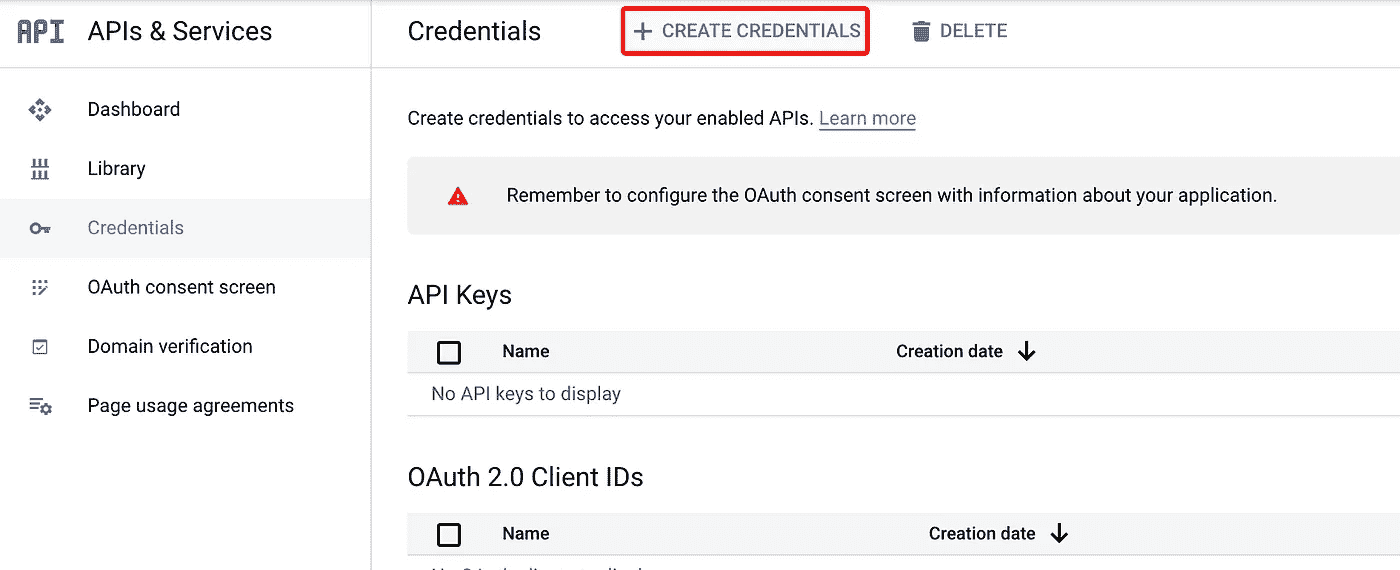 API APIs & Services
Credentials
+ CREATE CREDENTIALS
DELETE
Dashboard
Library
Credentials
OAuth consent screen
Domain verification
Page usage agreements
Create credentials to access your enabled APIs. Learn more
Remember to configure the OAuth consent screen with information about your application.
API Keys
Name Creation date
No API keys to display
OAuth 2.0 Client IDs
Name Creation date